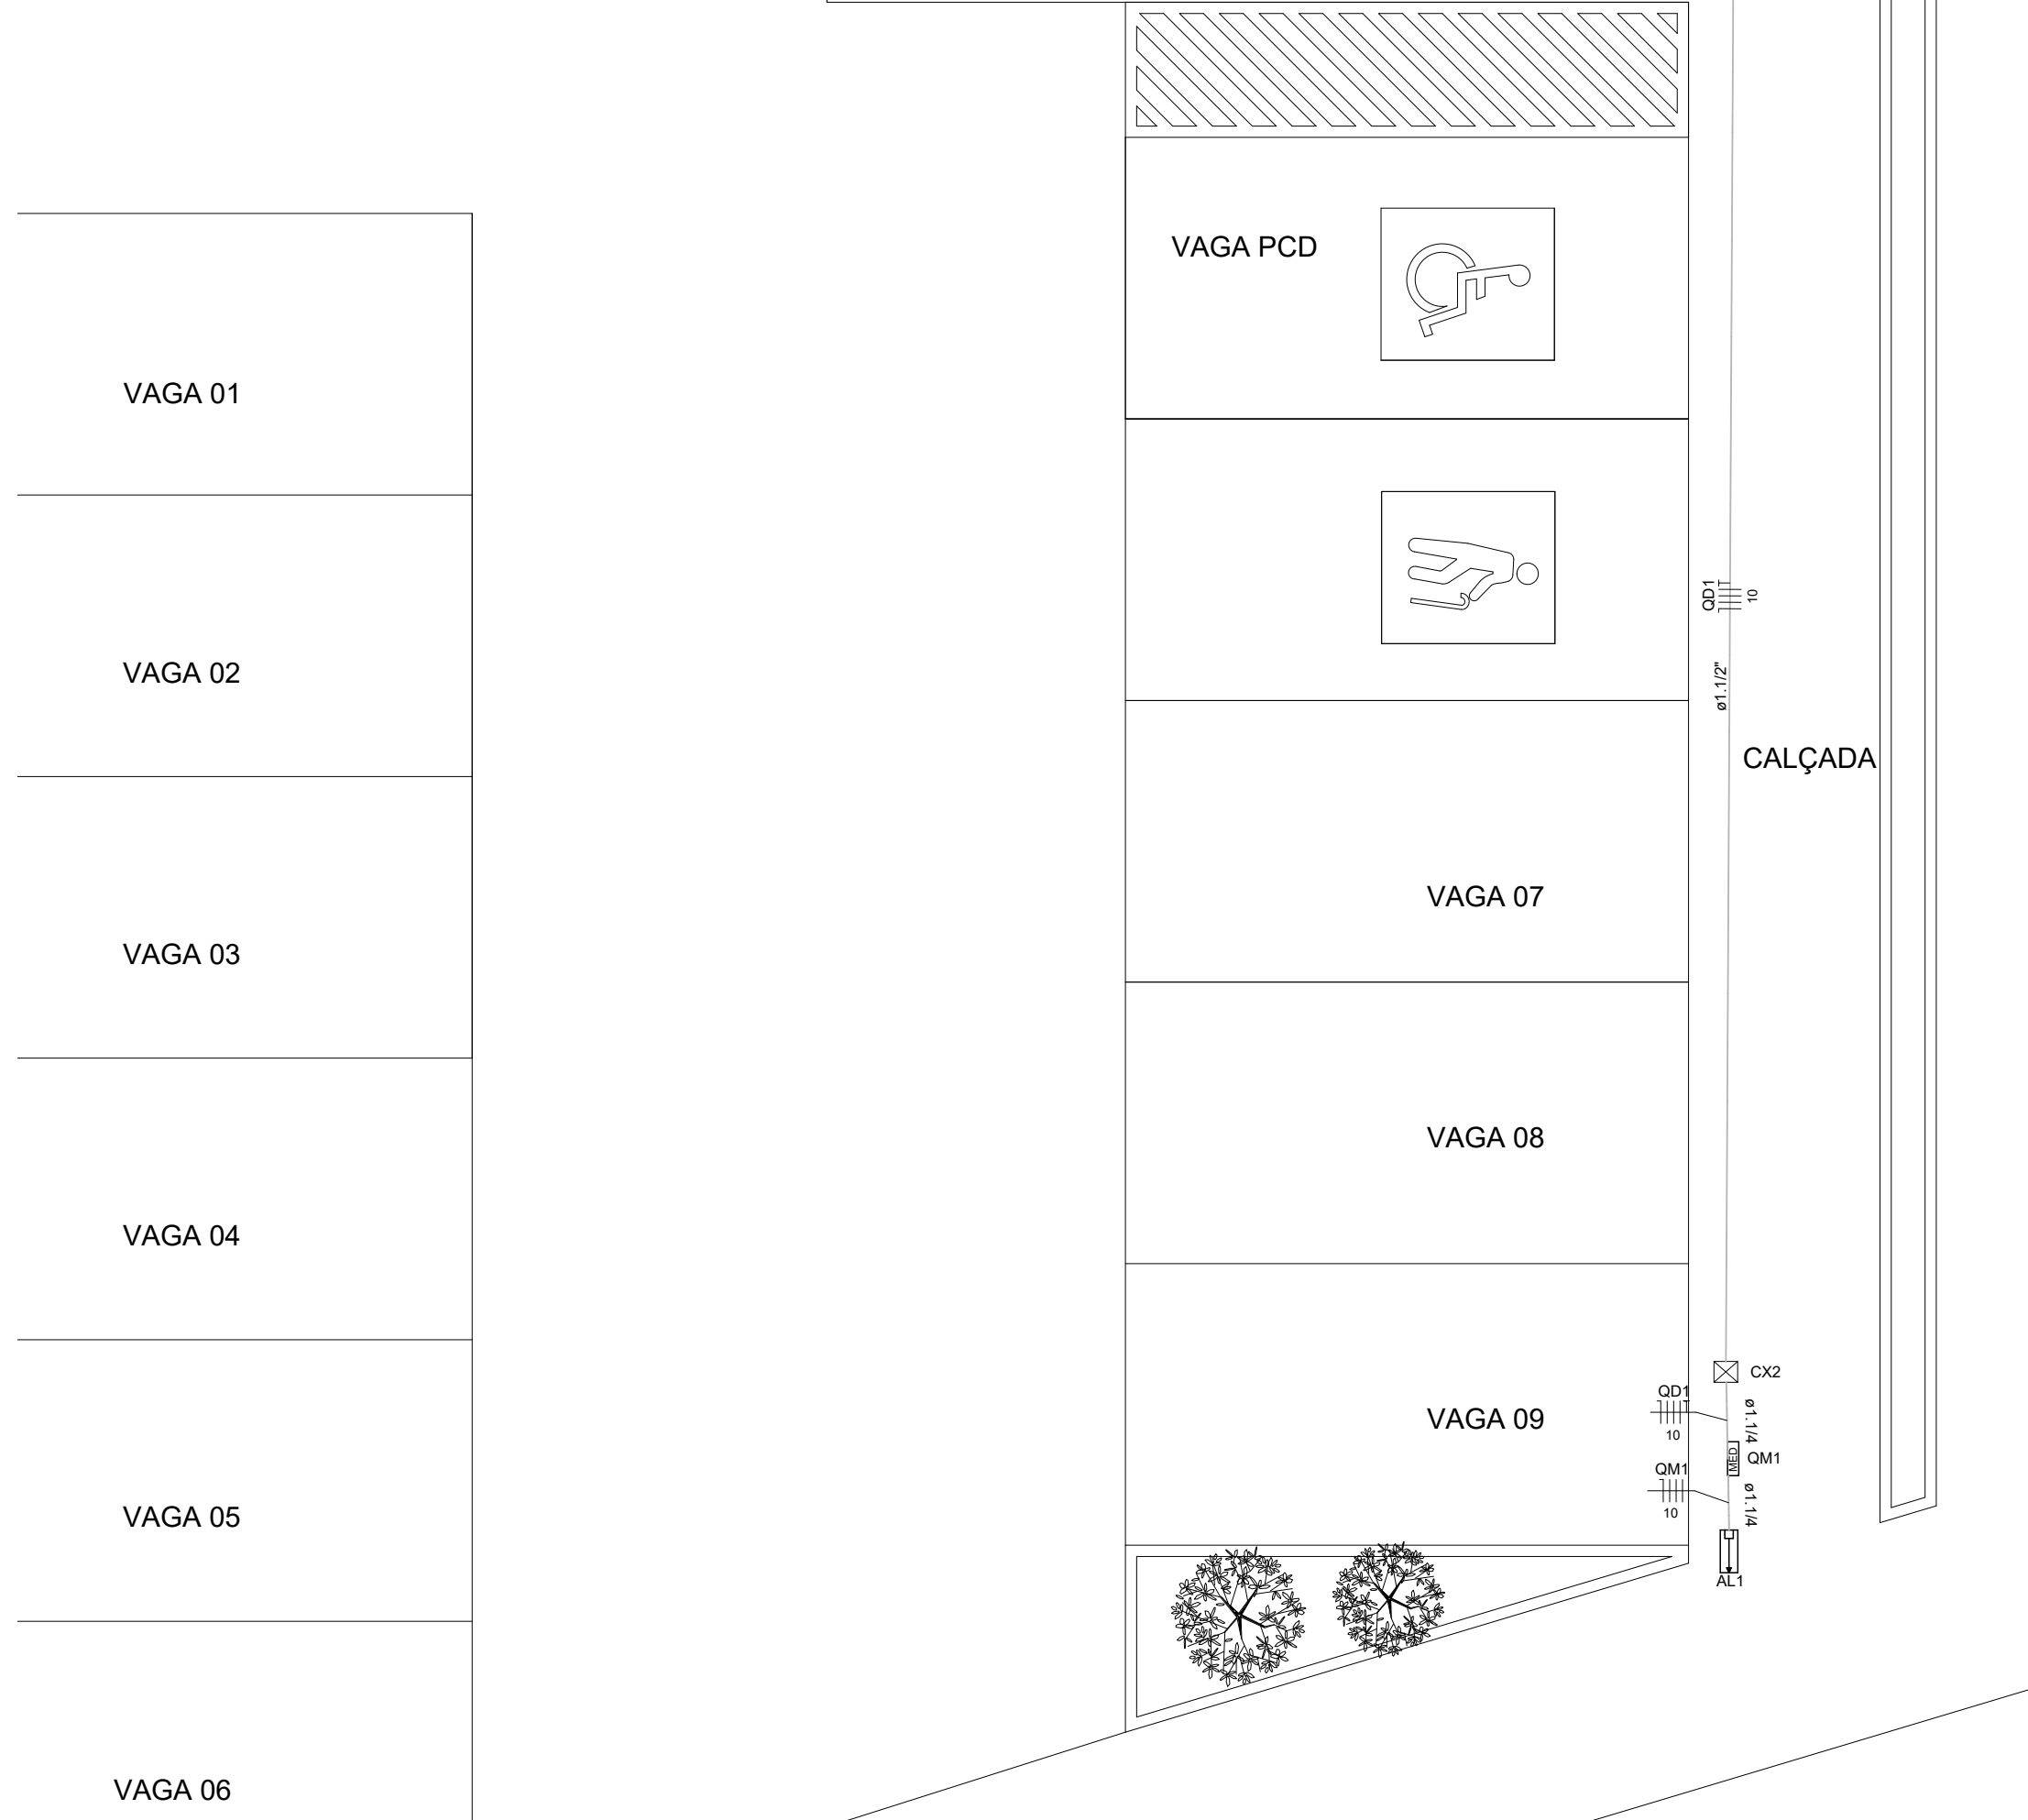 VAGA PCD
VAGA 01
VAGA 02
VAGA 03
VAGA 04
VAGA 05
VAGA 06
VAGA 07
VAGA 08
VAGA 09
QD1
10
ø1.1/2"
CALÇADA
CX2
QD1
10
ø1.1/4
MED
QM1
QM1
10
ø1.1/4
AL1